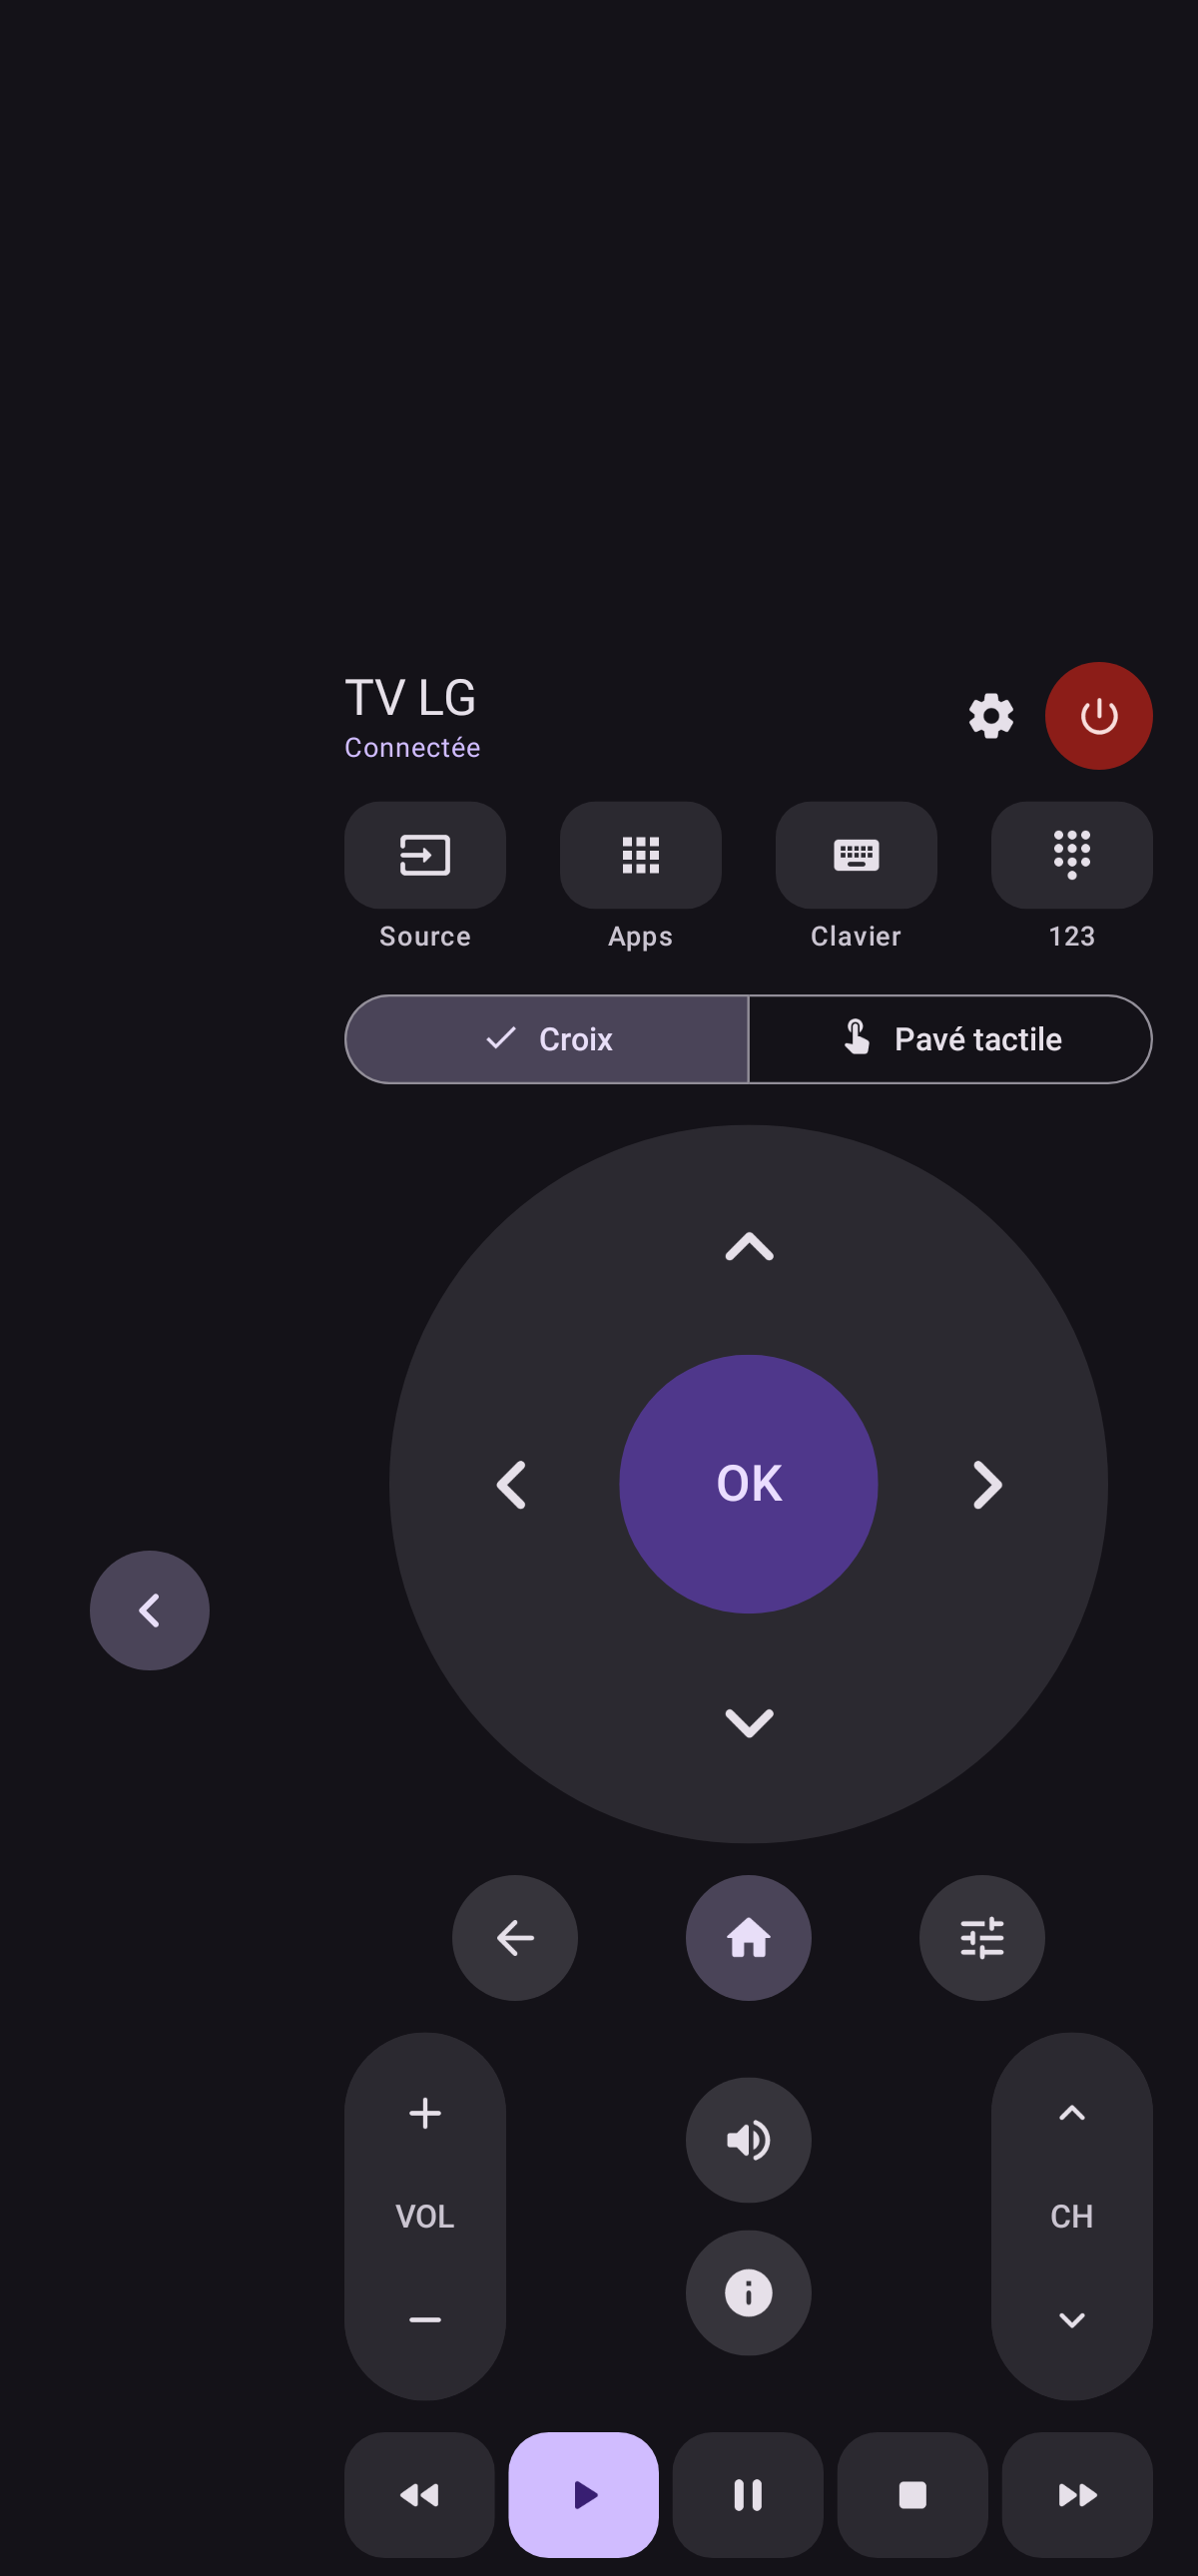 TV LG
Connectée
Source
Apps
Clavier
123
Croix
Pavé tactile
OK
VOL
CH